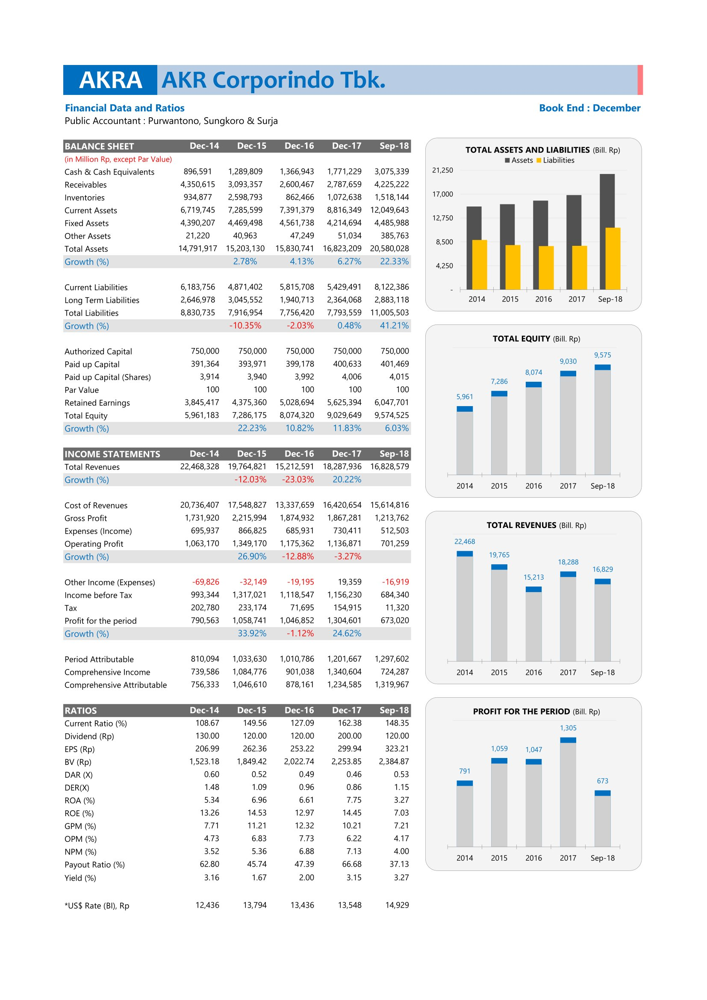 AKRA AKR Corporindo Tbk.
Financial Data and Ratios Book End : December
Public Accountant : Purwantono, Sungkoro & Surja
BALANCE SHEET Dec-14 Dec-15 Dec-16 Dec-17 Sep-18
(in Million Rp, except Par Value)
Cash & Cash Equivalents 896,591 1,289,809 1,366,943 1,771,229 3,075,339
Receivables 4,350,615 3,093,357 2,600,467 2,787,659 4,225,222
Inventories 934,877 2,598,793 862,466 1,072,638 1,518,144
Current Assets 6,719,745 7,285,599 7,391,379 8,816,349 12,049,643
Fixed Assets 4,390,207 4,469,498 4,561,738 4,214,694 4,485,988
Other Assets 21,220 40,963 47,249 51,034 385,763
Total Assets 14,791,917 15,203,130 15,830,741 16,823,209 20,580,028
Growth (%) 2.78% 4.13% 6.27% 22.33%
Current Liabilities 6,183,756 4,871,402 5,815,708 5,429,491 8,122,386
Long Term Liabilities 2,646,978 3,045,552 1,940,713 2,364,068 2,883,118
Total Liabilities 8,830,735 7,916,954 7,756,420 7,793,559 11,005,503
Growth (%) -10.35% -2.03% 0.48% 41.21%
Authorized Capital 750,000 750,000 750,000 750,000 750,000
Paid up Capital 391,364 393,971 399,178 400,633 401,469
Paid up Capital (Shares) 3,914 3,940 3,992 4,006 4,015
Par Value 100 100 100 100 100
Retained Earnings 3,845,417 4,375,360 5,028,694 5,625,394 6,047,701
Total Equity 5,961,183 7,286,175 8,074,320 9,029,649 9,574,525
Growth (%) 22.23% 10.82% 11.83% 6.03%
INCOME STATEMENTS Dec-14 Dec-15 Dec-16 Dec-17 Sep-18
Total Revenues 22,468,328 19,764,821 15,212,591 18,287,936 16,828,579
Growth (%) -12.03% -23.03% 20.22%
Cost of Revenues 20,736,407 17,548,827 13,337,659 16,420,654 15,614,816
Gross Profit 1,731,920 2,215,994 1,874,932 1,867,281 1,213,762
Expenses (Income) 695,937 866,825 685,931 730,411 512,503
Operating Profit 1,063,170 1,349,170 1,175,362 1,136,871 701,259
Growth (%) 26.90% -12.88% -3.27%
Other Income (Expenses) -69,826 -32,149 -19,195 19,359 -16,919
Income before Tax 993,344 1,317,021 1,118,547 1,156,230 684,340
Tax 202,780 233,174 71,695 154,915 11,320
Profit for the period 790,563 1,058,741 1,046,852 1,304,601 673,020
Growth (%) 33.92% -1.12% 24.62%
Period Attributable 810,094 1,033,630 1,010,786 1,201,667 1,297,602
Comprehensive Income 739,586 1,084,776 901,038 1,340,604 724,287
Comprehensive Attributable 756,333 1,046,610 878,161 1,234,585 1,319,967
RATIOS Dec-14 Dec-15 Dec-16 Dec-17 Sep-18
Current Ratio (%) 108.67 149.56 127.09 162.38 148.35
Dividend (Rp) 130.00 120.00 120.00 200.00 120.00
EPS (Rp) 206.99 262.36 253.22 299.94 323.21
BV (Rp) 1,523.18 1,849.42 2,022.74 2,253.85 2,384.87
DAR (X) 0.60 0.52 0.49 0.46 0.53
DER(X) 1.48 1.09 0.96 0.86 1.15
ROA (%) 5.34 6.96 6.61 7.75 3.27
ROE (%) 13.26 14.53 12.97 14.45 7.03
GPM (%) 7.71 11.21 12.32 10.21 7.21
OPM (%) 4.73 6.83 7.73 6.22 4.17
NPM (%) 3.52 5.36 6.88 7.13 4.00
Payout Ratio (%) 62.80 45.74 47.39 66.68 37.13
Yield (%) 3.16 1.67 2.00 3.15 3.27
*US$ Rate (BI), Rp 12,436 13,794 13,436 13,548 14,929
TOTAL ASSETS AND LIABILITIES (Bill. Rp)
Assets Liabilities
21,250
17,000
12,750
8,500
4,250
-
2014 2015 2016 2017 Sep-18
TOTAL EQUITY (Bill. Rp)
5,961 7,286 8,074 9,030 9,575
2014 2015 2016 2017 Sep-18
TOTAL REVENUES (Bill. Rp)
22,468 19,765 15,213 18,288 16,829
2014 2015 2016 2017 Sep-18
PROFIT FOR THE PERIOD (Bill. Rp)
791 1,059 1,047 1,305 673
2014 2015 2016 2017 Sep-18